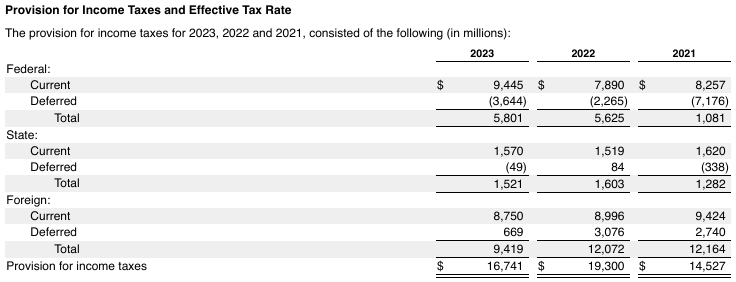 Provision for Income Taxes and Effective Tax Rate
The provision for income taxes for 2023, 2022 and 2021, consisted of the following (in millions):
2023 2022 2021
Federal:
Current $ 9,445 $ 7,890 $ 8,257
Deferred (3,644) (2,265) (7,176)
Total 5,801 5,625 1,081
State:
Current 1,570 1,519 1,620
Deferred (49) 84 (338)
Total 1,521 1,603 1,282
Foreign:
Current 8,750 8,996 9,424
Deferred 669 3,076 2,740
Total 9,419 12,072 12,164
Provision for income taxes $ 16,741 $ 19,300 $ 14,527